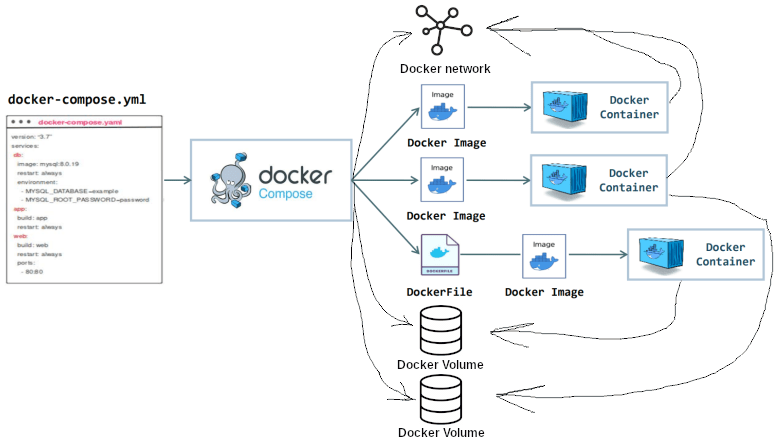 Docker network
docker-compose.yml
docker-compose.yaml
version: "3.7"
services:
db:
image: mysql:8.0.19
restart: always
environment:
- MYSQL_DATABASE=example
- MYSQL_ROOT_PASSWORD=password
app:
build: app
restart: always
web:
build: web
restart: always
ports:
- 80:80
docker
Compose
Image
Docker Image
Docker
Container
Image
Docker Image
Docker
Container
DOCKERFILE
DockerFile
Image
Docker Image
Docker
Container
Docker Volume
Docker Volume